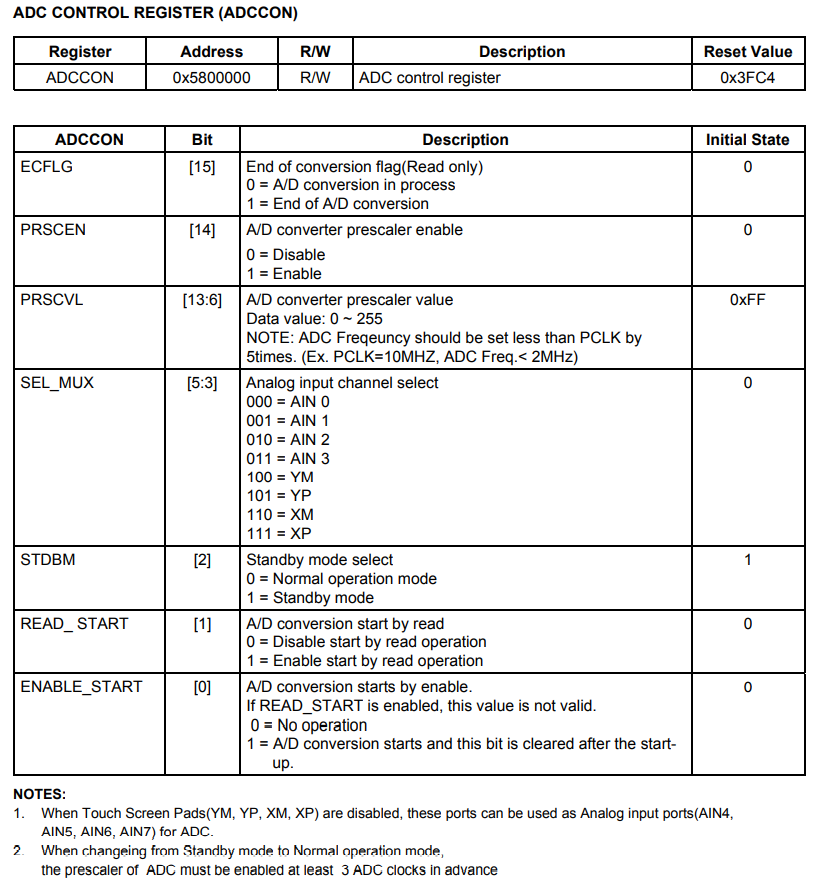 ADC CONTROL REGISTER (ADCCON)
Register Address R/W Description Reset Value
ADCCON 0x5800000 R/W ADC control register 0x3FC4
ADCCON Bit Description Initial State
ECFLG [15] End of conversion flag(Read only) 0
0 = A/D conversion in process
1 = End of A/D conversion
PRSCEN [14] A/D converter prescaler enable 0
0 = Disable
1 = Enable
PRSCVL [13:6] A/D converter prescaler value 0xFF
Data value: 0 ~ 255
NOTE: ADC Freqeuncy should be set less than PCLK by
5times. (Ex. PCLK=10MHZ, ADC Freq.< 2MHz)
SEL_MUX [5:3] Analog input channel select 0
000 = AIN 0
001 = AIN 1
010 = AIN 2
011 = AIN 3
100 = YM
101 = YP
110 = XM
111 = XP
STDBM [2] Standby mode select 1
0 = Normal operation mode
1 = Standby mode
READ_ START [1] A/D conversion start by read 0
0 = Disable start by read operation
1 = Enable start by read operation
ENABLE_START [0] A/D conversion starts by enable. 0
If READ_START is enabled, this value is not valid.
0 = No operation
1 = A/D conversion starts and this bit is cleared after the start-
up.
NOTES:
1. When Touch Screen Pads(YM, YP, XM, XP) are disabled, these ports can be used as Analog input ports(AIN4,
AIN5, AIN6, AIN7) for ADC.
2. When changeing from Standby mode to Normal operation mode,
the prescaler of ADC must be enabled at least 3 ADC clocks in advance